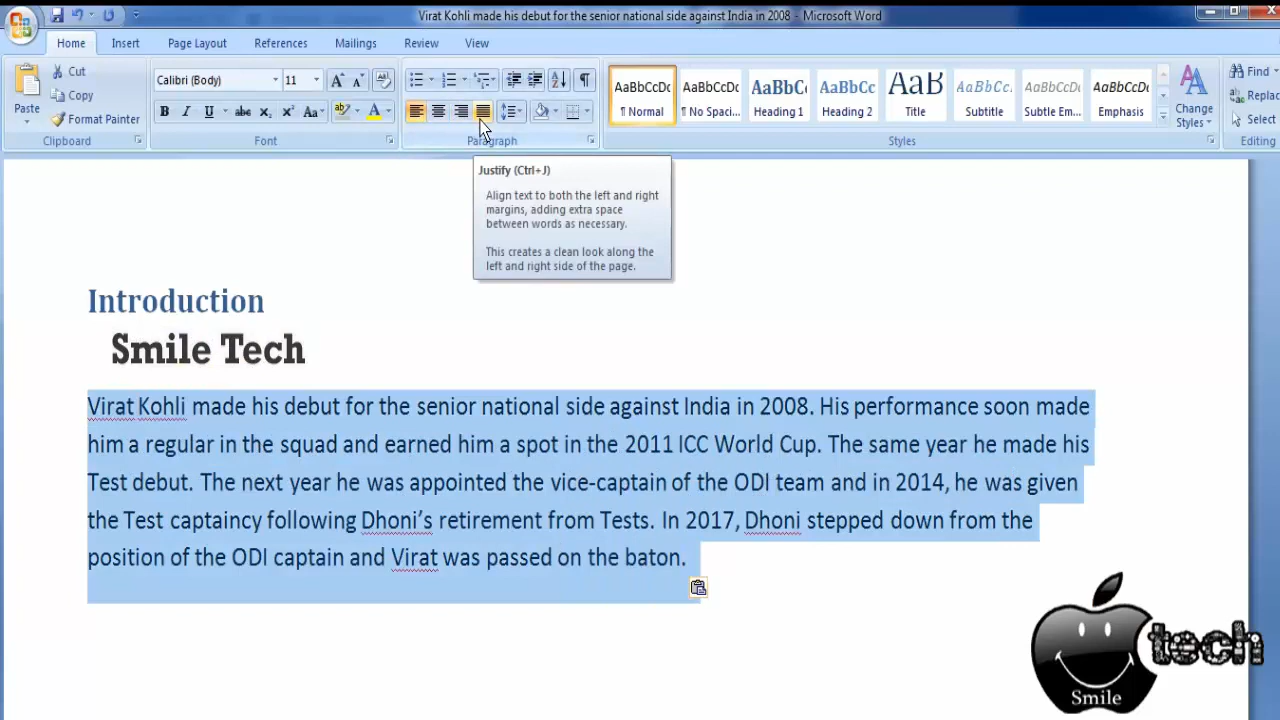 Virat Kohli made his debut for the senior national side against India in 2008 - Microsoft Word
Home Insert Page Layout References Mailings Review View
Cut
Copy
Paste
Format Painter
Clipboard
Calibri (Body) 11
B I U abe X₂ X² Aa
ab A
Font
Paragraph
AaBbCcDc AaBbCcDc AaBbC AaBbCc AaB AaBbCc. AaBbCcDc AaBbCcDc
¶ Normal ¶ No Spaci... Heading 1 Heading 2 Title Subtitle Subtle Em... Emphasis
Styles
Change
Styles
Find
Replac
Select
Editing
Justify (Ctrl+J)
Align text to both the left and right
margins, adding extra space
between words as necessary.
This creates a clean look along the
left and right side of the page.
Introduction
Smile Tech
Virat Kohli made his debut for the senior national side against India in 2008. His performance soon made
him a regular in the squad and earned him a spot in the 2011 ICC World Cup. The same year he made his
Test debut. The next year he was appointed the vice-captain of the ODI team and in 2014, he was given
the Test captaincy following Dhoni’s retirement from Tests. In 2017, Dhoni stepped down from the
position of the ODI captain and Virat was passed on the baton.
tech
Smile